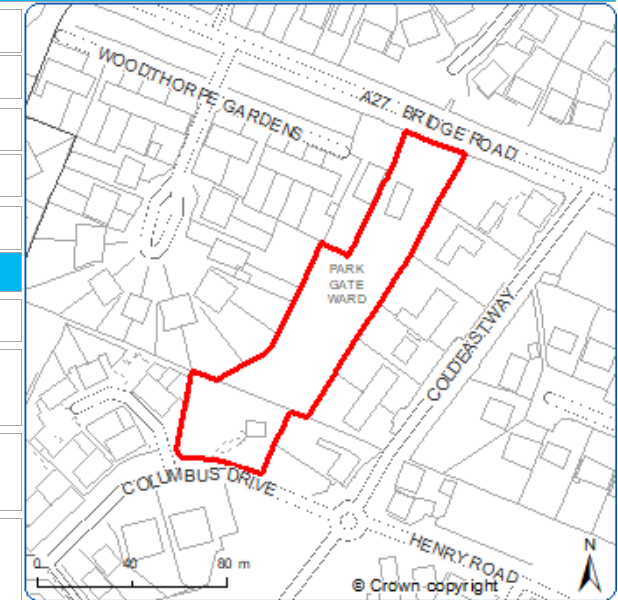 WOODTHORPE GARDENS
A27 BRIDGE ROAD
PARK
GATE
WARD
COLDEAST WAY
COLUMBUS DRIVE
HENRY ROAD
N
0 40 80 m
© Crown copyright